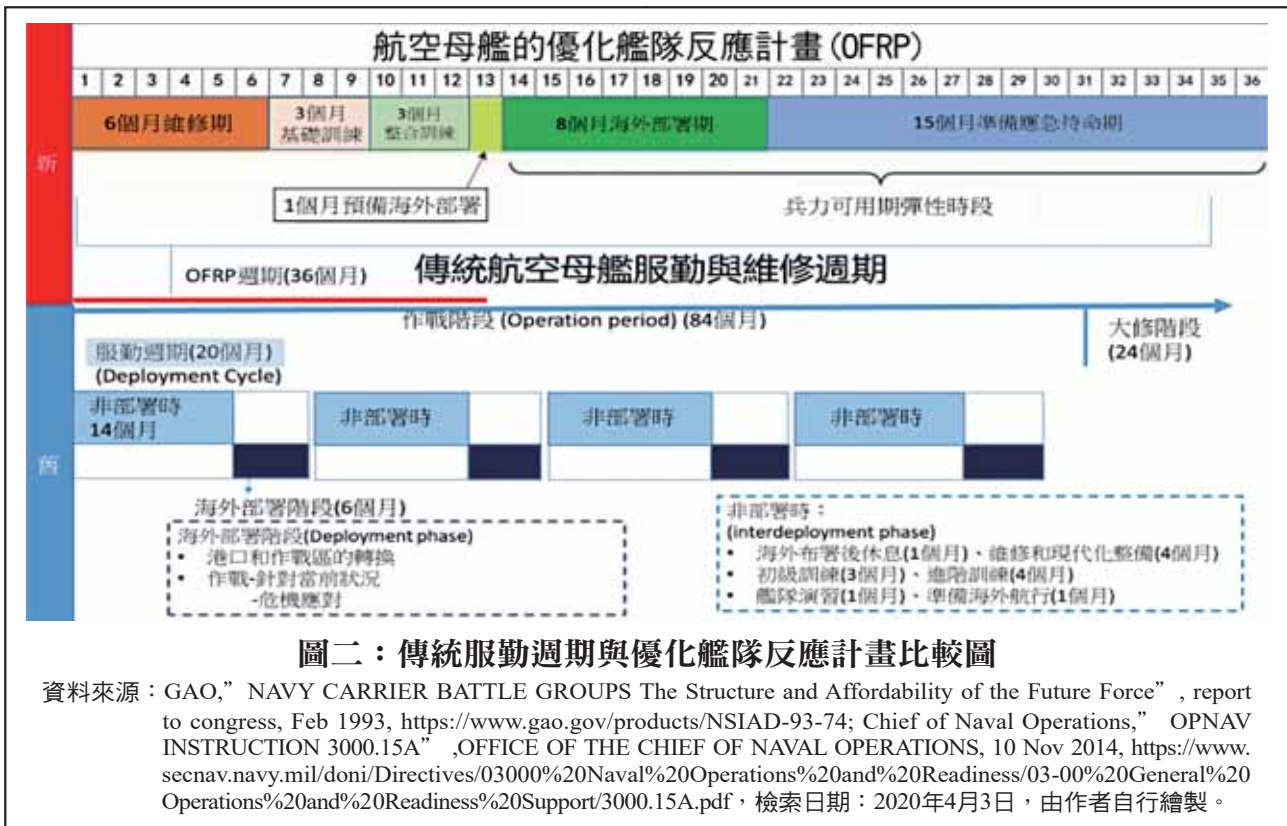 航空母艦的優化艦隊反應計畫(OFRP)
1 2 3 4 5 6 7 8 9 10 11 12 13 14 15 16 17 18 19 20 21 22 23 24 25 26 27 28 29 30 31 32 33 34 35 36
新
6個月維修期
3個月
基礎訓練
3個月
整合訓練
8個月海外部署期
15個月準備應急待命期
1個月預備海外部署
兵力可用期彈性時段
OFRP週期(36個月)
傳統航空母艦服勤與維修週期
舊
作戰階段 (Operation period) (84個月)
大修階段
(24個月)
服勤週期(20個月)
(Deployment Cycle)
非部署時
14個月
非部署時
非部署時
非部署時
海外部署階段(6個月)
海外部署階段(Deployment phase)
• 港口和作戰區的轉換
• 作戰-針對當前狀況
-危機應對
非部署時：
(interdeployment phase)
• 海外布署後休息(1個月)、維修和現代化整備(4個月)
• 初級訓練(3個月)、進階訓練(4個月)
• 艦隊演習(1個月)、準備海外航行(1個月)
圖二：傳統服勤週期與優化艦隊反應計畫比較圖
資料來源：GAO,” NAVY CARRIER BATTLE GROUPS The Structure and Affordability of the Future Force” , report
to congress, Feb 1993, https://www.gao.gov/products/NSIAD-93-74; Chief of Naval Operations,” OPNAV
INSTRUCTION 3000.15A” ,OFFICE OF THE CHIEF OF NAVAL OPERATIONS, 10 Nov 2014, https://www.
secnav.navy.mil/doni/Directives/03000%20Naval%20Operations%20and%20Readiness/03-00%20General%20
Operations%20and%20Readiness%20Support/3000.15A.pdf，檢索日期：2020年4月3日，由作者自行繪製。